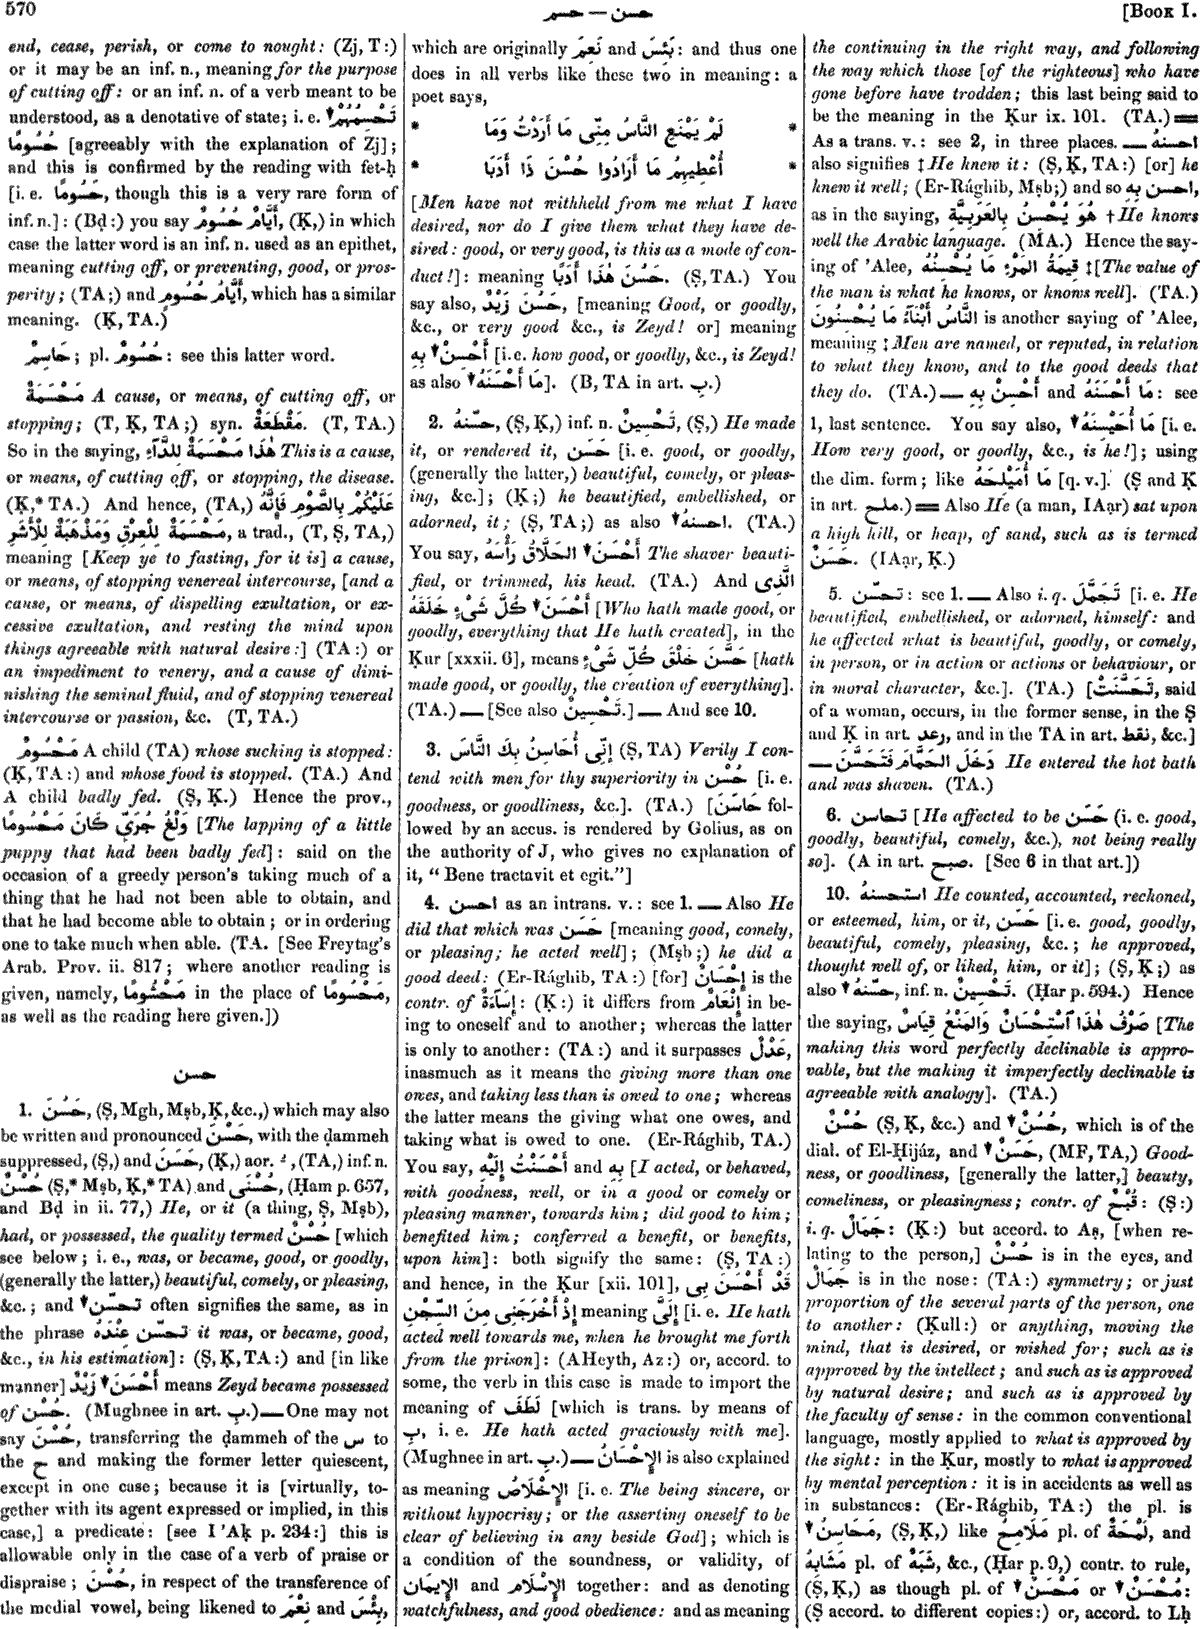 570
حسن — حسم
[BOOK I.
end, cease, perish, or come to nought: (Zj, T:)
or it may be an inf. n., meaning for the purpose
of cutting off: or an inf. n. of a verb meant to be
understood, as a denotative of state; i. e. تَحْسِمُهُمْ
حُسُومًا [agreeably with the explanation of Zj];
and this is confirmed by the reading with fet-ḥ
[i. e. حَسُومًا, though this is a very rare form of
inf. n.]: (Bḍ:) you say أَيَّامٌ حُسُومٌ, (Ḳ,) in which
case the latter word is an inf. n. used as an epithet,
meaning cutting off, or preventing, good, or pros-
perity; (TA;) and أَيَّامُ حُسُومٍ, which has a similar
meaning. (Ḳ, TA.)
حَاسِمٌ; pl. حُسُومٌ: see this latter word.
مَحْسَمَةٌ A cause, or means, of cutting off, or
stopping; (T, Ḳ, TA;) syn. مَقْطَعَةٌ. (T, TA.)
So in the saying, هٰذَا مَحْسَمَةٌ لِلدَّآءِ This is a cause,
or means, of cutting off, or stopping, the disease.
(Ḳ,* TA.) And hence, (TA,) عَلَيْكُمْ بِالصَّوْمِ فَإِنَّهُ
مَحْسَمَةٌ لِلْعِرْقِ وَمَذْهَبَةٌ لِلْأَشَرِ, a trad., (T, Ṣ, TA,)
meaning [Keep ye to fasting, for it is] a cause,
or means, of stopping venereal intercourse, [and a
cause, or means, of dispelling exultation, or ex-
cessive exultation, and resting the mind upon
things agreeable with natural desire:] (TA:) or
an impediment to venery, and a cause of dimi-
nishing the seminal fluid, and of stopping venereal
intercourse or passion, &c. (T, TA.)
مَحْسُومٌ A child (TA) whose sucking is stopped:
(Ḳ, TA:) and whose food is stopped. (TA.) And
A child badly fed. (Ṣ, Ḳ.) Hence the prov.,
وَلْغُ جُرَىٍّ كَانَ مَحْسُومًا [The lapping of a little
puppy that had been badly fed]: said on the
occasion of a greedy person's taking much of a
thing that he had not been able to obtain, and
that he had become able to obtain; or in ordering
one to take much when able. (TA. [See Freytag's
Arab. Prov. ii. 817; where another reading is
given, namely, مَحْشُومًا in the place of مَحْسُومًا,
as well as the reading here given.])
حسن
1. حَسُنَ, (Ṣ, Mgh, Mṣb, Ḳ, &c.,) which may also
be written and pronounced حَسْنَ, with the ḍammeh
suppressed, (Ṣ,) and حَسَنَ, (Ḳ,) aor. ـُ, (TA,) inf. n.
حُسْنٌ (Ṣ,* Mṣb, Ḳ,* TA) and حُسْنَى, (Ḥam p. 657,
and Bḍ in ii. 77,) He, or it (a thing, Ṣ, Mṣb),
had, or possessed, the quality termed حُسْنٌ [which
see below; i. e., was, or became, good, or goodly,
(generally the latter,) beautiful, comely, or pleasing,
&c.; and ▼تحسّن often signifies the same, as in
the phrase تحسّن عِنْدَهُ it was, or became, good,
&c., in his estimation]: (Ṣ, Ḳ, TA:) and [in like
manner] ▼أَحْسَنَ زَيْدٌ means Zeyd became possessed
of حُسْن. (Mughnee in art. بِ.) — One may not
say حُسْنَ, transferring the ḍammeh of the س to
the ح and making the former letter quiescent,
except in one case; because it is [virtually, to-
gether with its agent expressed or implied, in this
case,] a predicate: [see I 'Aḳ p. 234:] this is
allowable only in the case of a verb of praise or
dispraise; حُسْنَ, in respect of the transference of
the medial vowel, being likened to نِعْمَ and بِئْسَ,
which are originally نَعِمَ and بَئِسَ: and thus one
does in all verbs like these two in meaning: a
poet says,
* لَمْ يَمْنَعِ النَّاسُ مِنِّى مَا أَرَدْتُ وَمَا *
* أُعْطِيهِمُ مَا أَرَادُوا حُسْنَ ذَا أَدَبَا *
[Men have not withheld from me what I have
desired, nor do I give them what they have de-
sired: good, or very good, is this as a mode of con-
duct!]: meaning حَسُنَ هٰذَا أَدَبًا. (Ṣ, TA.) You
say also, حَسُنَ زَيْدٌ, [meaning Good, or goodly,
&c., or very good &c., is Zeyd! or] meaning
▼أَحْسِنْ بِهِ [i. e. how good, or goodly, &c., is Zeyd!
as also ▼مَا أَحْسَنَهُ]. (B, TA in art. بِ.)
2. حسّنهُ, (Ṣ, Ḳ,) inf. n. تَحْسِينٌ, (Ṣ,) He made
it, or rendered it, حَسَن [i. e. good, or goodly,
(generally the latter,) beautiful, comely, or pleas-
ing, &c.]; (Ḳ;) he beautified, embellished, or
adorned, it; (Ṣ, TA;) as also ▼احسنهُ. (TA.)
You say, ▼أَحْسَنَ الحَلَّاقُ رَأْسَهُ The shaver beauti-
fied, or trimmed, his head. (TA.) And الَّذِى
▼أَحْسَنَ كُلَّ شَىْءٍ خَلَقَهُ [Who hath made good, or
goodly, everything that He hath created], in the
Ḳur [xxxii. 6], means حَسَّنَ خَلْقَ كُلِّ شَىْءٍ [hath
made good, or goodly, the creation of everything].
(TA.) — [See also تَحْسِينٌ.] — And see 10.
3. إِنِّى أُحَاسِنُ بِكَ النَّاسَ (Ṣ, TA) Verily I con-
tend with men for thy superiority in حُسْن [i. e.
goodness, or goodliness, &c.]. (TA.) [حَاسَنَ fol-
lowed by an accus. is rendered by Golius, as on
the authority of J, who gives no explanation of
it, “ Bene tractavit et egit.”]
4. احسن as an intrans. v.: see 1. — Also He
did that which was حَسَن [meaning good, comely,
or pleasing; he acted well]; (Mṣb;) he did a
good deed: (Er-Rághib, TA:) [for] إِحْسَانٌ is the
contr. of إِسَآءَةٌ: (Ḳ:) it differs from إِنْعَامٌ in be-
ing to oneself and to another; whereas the latter
is only to another: (TA:) and it surpasses عَدْلٌ,
inasmuch as it means the giving more than one
owes, and taking less than is owed to one; whereas
the latter means the giving what one owes, and
taking what is owed to one. (Er-Rághib, TA.)
You say, أَحْسَنْتُ إِلَيْهِ and بِهِ [I acted, or behaved,
with goodness, well, or in a good or comely or
pleasing manner, towards him; did good to him;
benefited him; conferred a benefit, or benefits,
upon him]: both signify the same: (Ṣ, TA:)
and hence, in the Ḳur [xii. 101], قَدْ أَحْسَنَ بِى
إِذْ أَخْرَجَنِى مِنَ السِّجْنِ meaning إِلَىَّ [i. e. He hath
acted well towards me, when he brought me forth
from the prison]: (AHeyth, Az:) or, accord. to
some, the verb in this case is made to import the
meaning of لَطَفَ [which is trans. by means of
بِ, i. e. He hath acted graciously with me].
(Mughnee in art. بِ.) — الإِحْسَانُ is also explained
as meaning الإِخْلَاصُ [i. e. The being sincere, or
without hypocrisy; or the asserting oneself to be
clear of believing in any beside God]; which is
a condition of the soundness, or validity, of
الإِيمَان and الإِسْلَام together: and as denoting
watchfulness, and good obedience: and as meaning
the continuing in the right way, and following
the way which those [of the righteous] who have
gone before have trodden; this last being said to
be the meaning in the Ḳur ix. 101. (TA.) ═
As a trans. v.: see 2, in three places. — احسنهُ
also signifies ‡ He knew it: (Ṣ, Ḳ, TA:) [or] he
knew it well; (Er-Rághib, Mṣb;) and so احسن بِهِ,
as in the saying, هُوَ يُحْسِنُ بِالعَرَبِيَّةِ † He knows
well the Arabic language. (MA.) Hence the say-
ing of 'Alee, قِيمَةُ المَرْءِ مَا يُحْسِنُهُ ‡ [The value of
the man is what he knows, or knows well]. (TA.)
النَّاسُ أَبْنَآءُ مَا يُحْسِنُونَ is another saying of 'Alee,
meaning ‡ Men are named, or reputed, in relation
to what they know, and to the good deeds that
they do. (TA.) — أَحْسِنْ بِهِ and مَا أَحْسَنَهُ: see
1, last sentence. You say also, ▼مَا أُحَيْسِنَهُ [i. e.
How very good, or goodly, &c., is he!]; using
the dim. form; like مَا أُمَيْلِحَهُ [q. v.]. (Ṣ and Ḳ
in art. ملح.) ═ Also He (a man, IAạr) sat upon
a high hill, or heap, of sand, such as is termed
حَسَنٌ. (IAạr, Ḳ.)
5. تحسّن: see 1. — Also i. q. تَجَمَّلَ [i. e. He
beautified, embellished, or adorned, himself: and
he affected what is beautiful, goodly, or comely,
in person, or in action or actions or behaviour, or
in moral character, &c.]. (TA.) [تَحَسَّنَتْ, said
of a woman, occurs, in the former sense, in the Ṣ
and Ḳ in art. رعد, and in the TA in art. نقط, &c.]
— دَخَلَ الحَمَّامَ فَتَحَسَّنَ He entered the hot bath
and was shaven. (TA.)
6. تحاسن [He affected to be حَسَن (i. e. good,
goodly, beautiful, comely, &c.), not being really
so]. (A in art. صبح. [See 6 in that art.])
10. استحسنهُ He counted, accounted, reckoned,
or esteemed, him, or it, حَسَن [i. e. good, goodly,
beautiful, comely, pleasing, &c.; he approved,
thought well of, or liked, him, or it]; (Ṣ, Ḳ;) as
also ▼حسّنهُ, inf. n. تَحْسِينٌ. (Ḥar p. 594.) Hence
the saying, صَرْفُ هٰذَا ٱسْتِحْسَانٌ وَالمَنْعُ قِيَاسٌ [The
making this word perfectly declinable is appro-
vable, but the making it imperfectly declinable is
agreeable with analogy]. (TA.)
حُسْنٌ (Ṣ, Ḳ, &c.) and ▼حُسُنٌ, which is of the
dial. of El-Ḥijáz, and ▼حَسَنٌ, (MF, TA,) Good-
ness, or goodliness, [generally the latter,] beauty,
comeliness, or pleasingness; contr. of قُبْحٌ: (Ṣ:)
i. q. جَمَالٌ: (Ḳ:) but accord. to Aṣ, [when re-
lating to the person,] حُسْنٌ is in the eyes, and
جَمَالٌ is in the nose: (TA:) symmetry; or just
proportion of the several parts of the person, one
to another: (Ḳull:) or anything, moving the
mind, that is desired, or wished for; such as is
approved by the intellect; and such as is approved
by natural desire; and such as is approved by
the faculty of sense: in the common conventional
language, mostly applied to what is approved by
the sight: in the Ḳur, mostly to what is approved
by mental perception: it is in accidents as well as
in substances: (Er-Rághib, TA:) the pl. is
▼مَحَاسِنُ, (Ṣ, Ḳ,) like مَلَامِحُ pl. of لَمْحَةٌ, and
مَشَابِهُ pl. of شَبَهٌ, &c., (Ḥar p. 9,) contr. to rule,
(Ṣ, Ḳ,) as though pl. of ▼مَحْسَنٌ or ▼مُحْسَنٌ:
(Ṣ accord. to different copies:) or, accord. to Lḥ